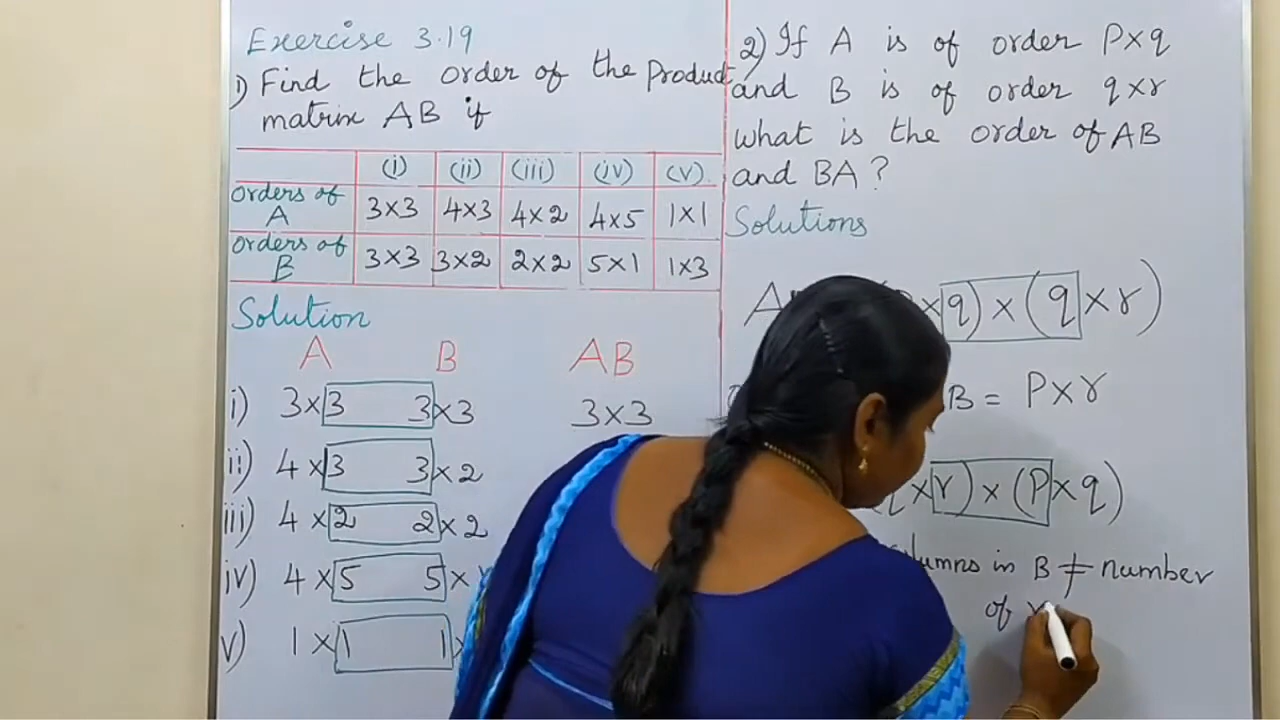 Exercise 3.19
1) Find the order of the Product
matrix AB if
(i) (ii) (iii) (iv) (v)
Orders of A 3×3 4×3 4×2 4×5 1×1
Orders of B 3×3 3×2 2×2 5×1 1×3
Solution
A B AB
i) 3×3 3×3 3×3
ii) 4×3 3×2
iii) 4×2 2×2
iv) 4×5 5×
v) 1×1 1×
2) If A is of order P×q
and B is of order q×r
what is the order of AB
and BA?
Solutions
×q) × (q×r)
B = P×r
×r) × (P×q)
in B ≠ number
of